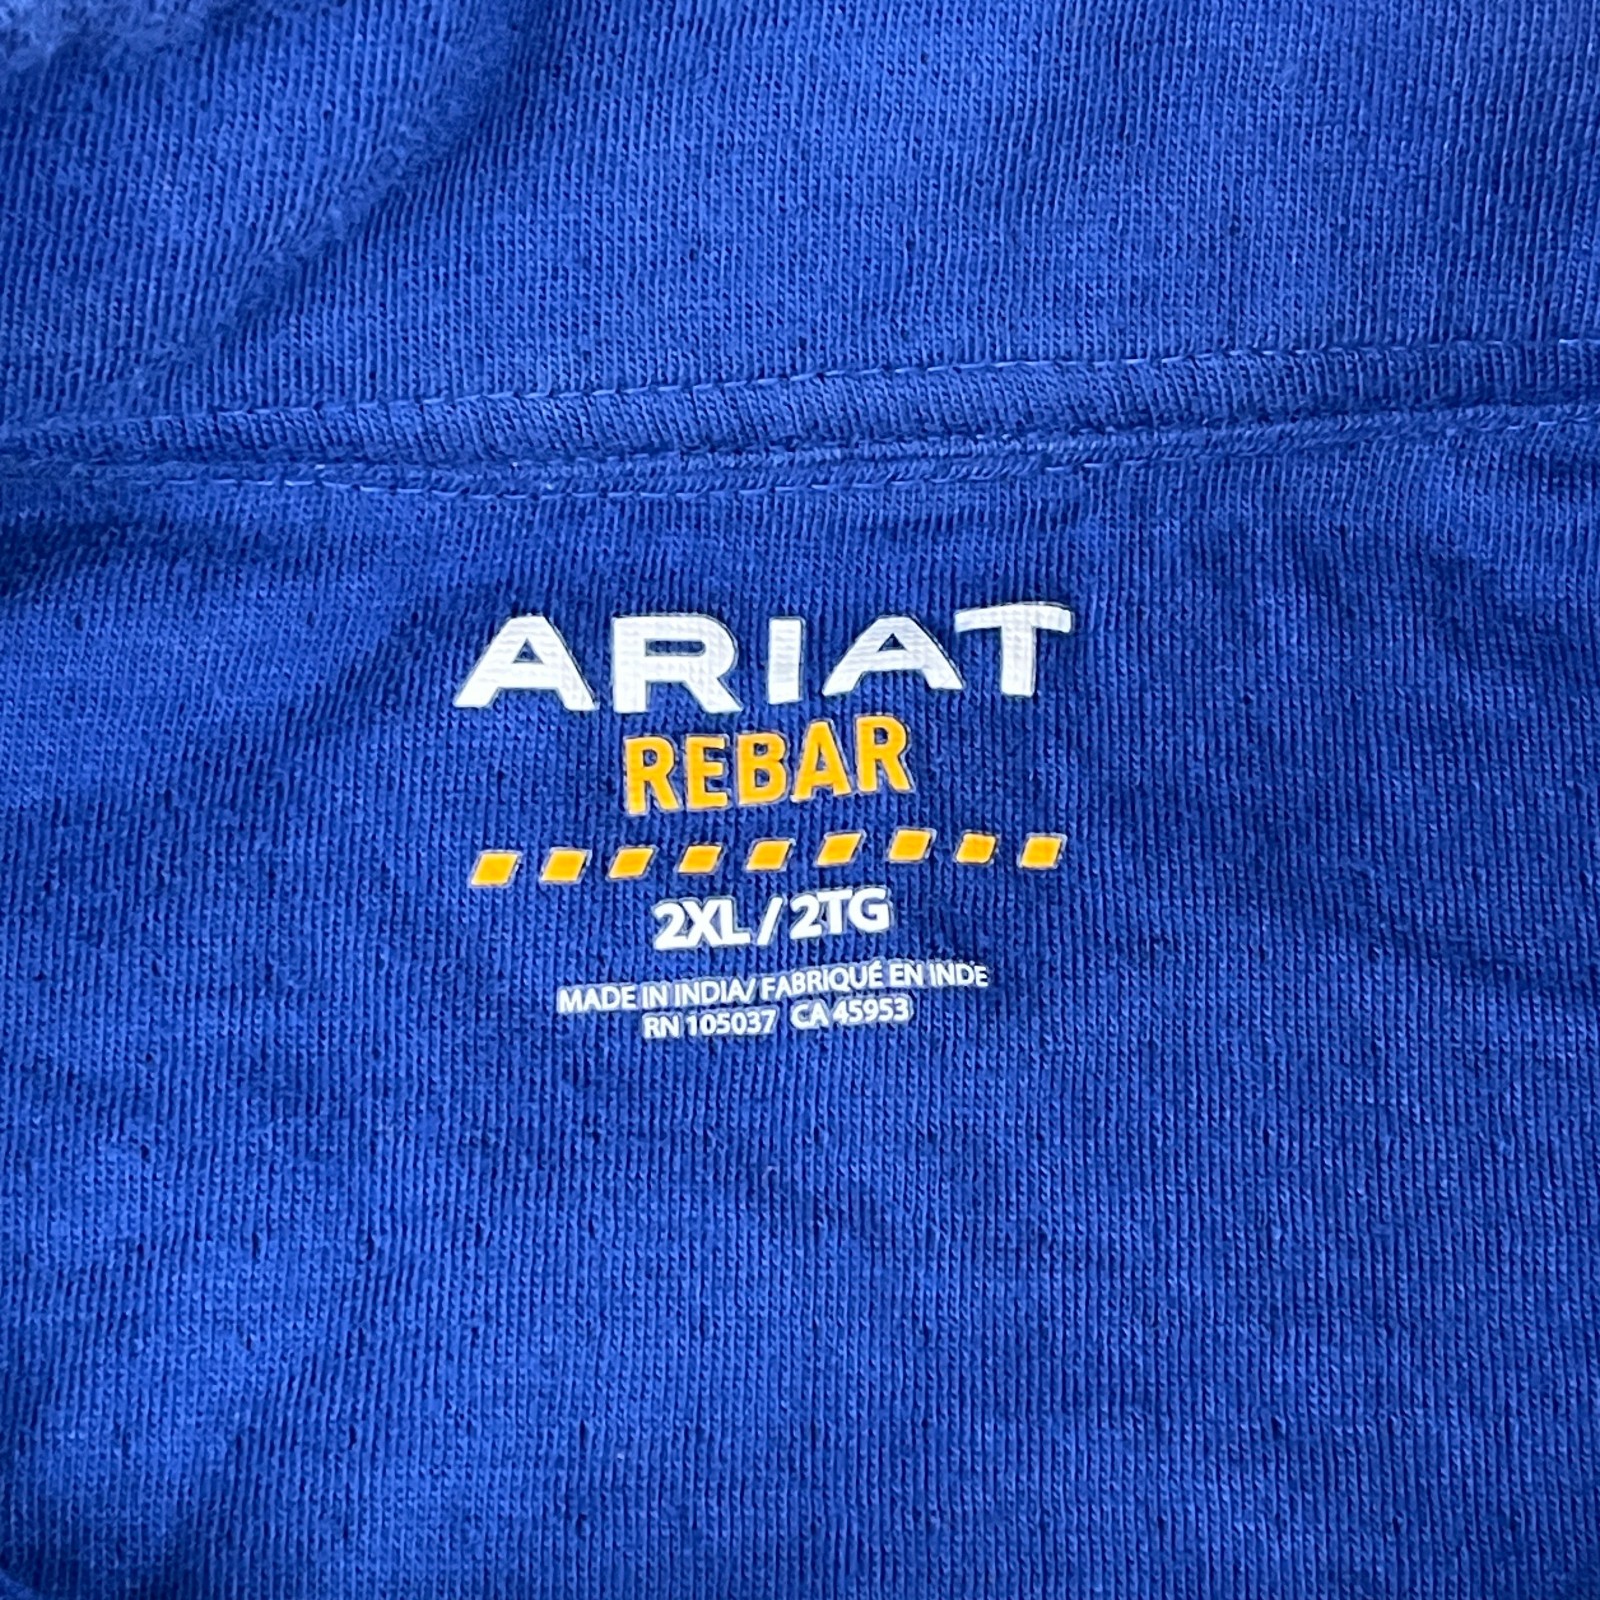 ARIAT
REBAR
2XL/2TG
MADE IN INDIA/ FABRIQUÉ EN INDE
RN 105037 CA 45953